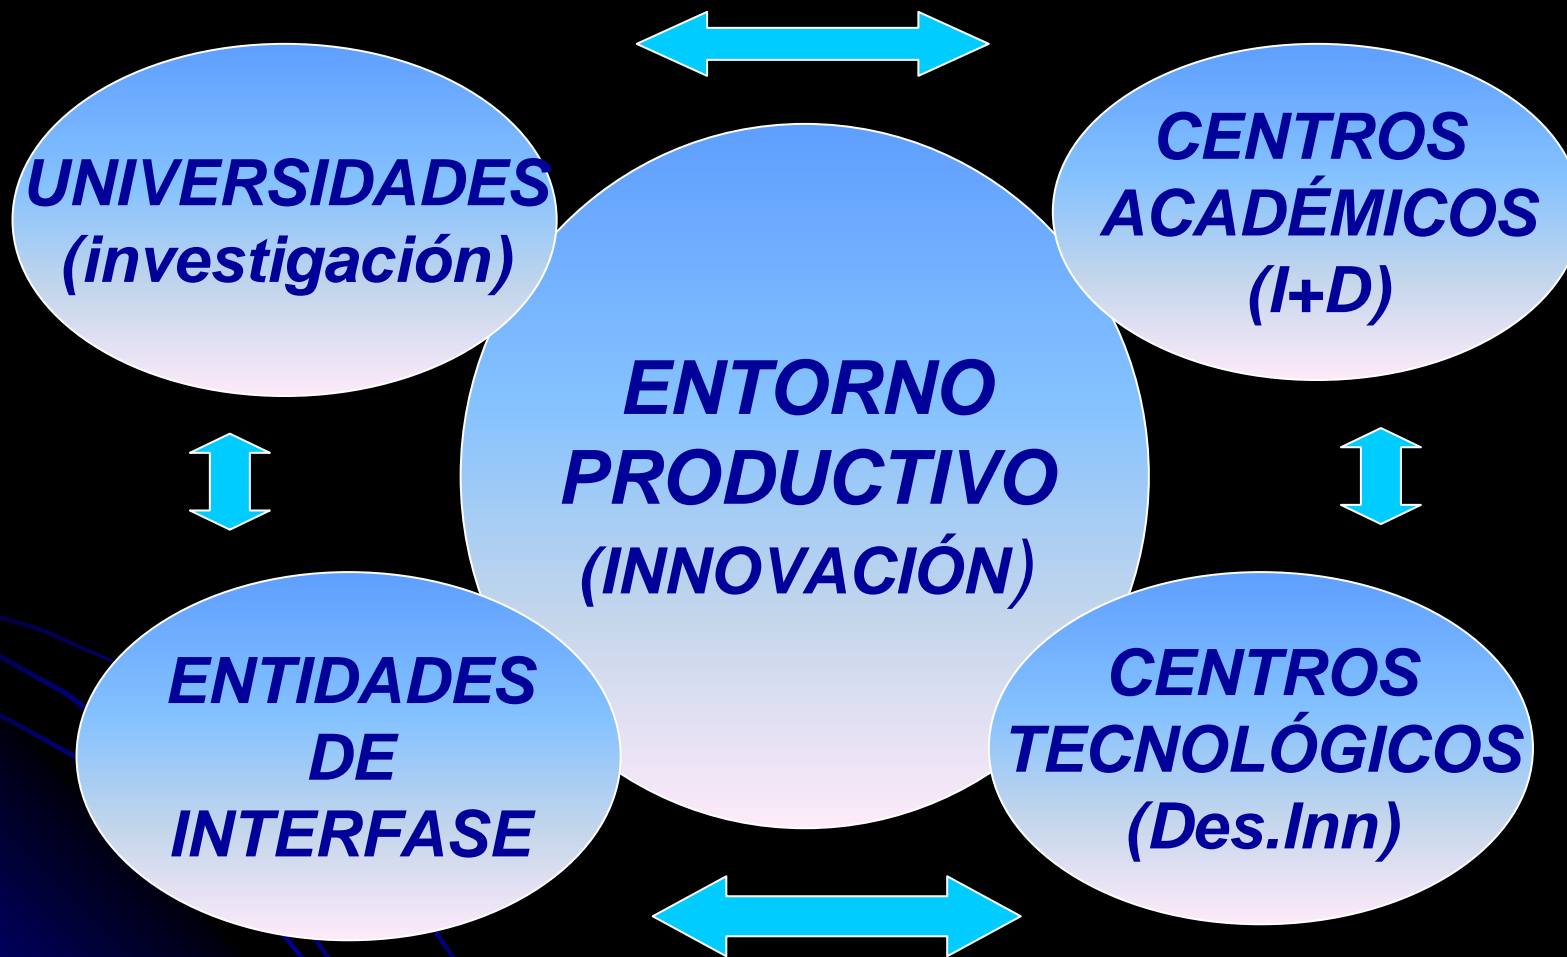 UNIVERSIDADES
(investigación)
CENTROS
ACADÉMICOS
(I+D)
ENTORNO
PRODUCTIVO
(INNOVACIÓN)
ENTIDADES
DE
INTERFASE
CENTROS
TECNOLÓGICOS
(Des.Inn)